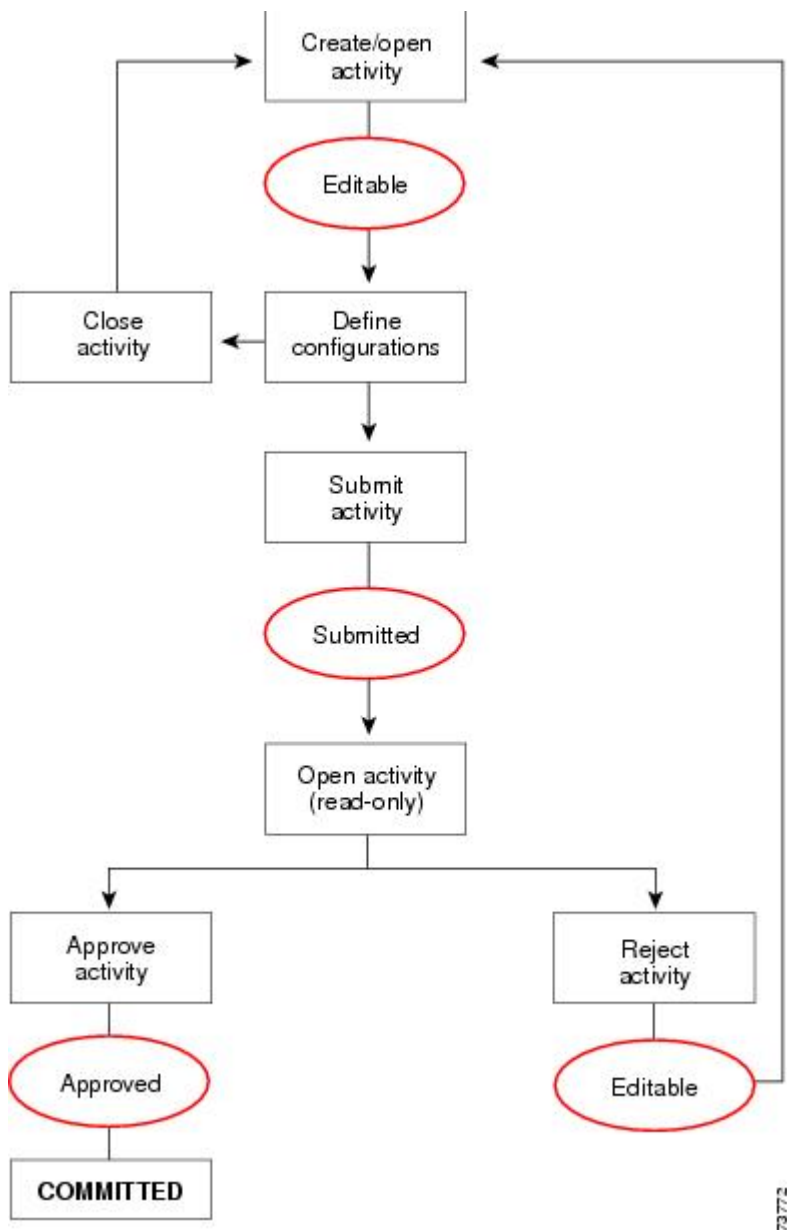 Create/open
activity
Editable
Close
activity
Define
configurations
Submit
activity
Submitted
Open activity
(read-only)
Approve
activity
Reject
activity
Approved
Editable
COMMITTED
73772